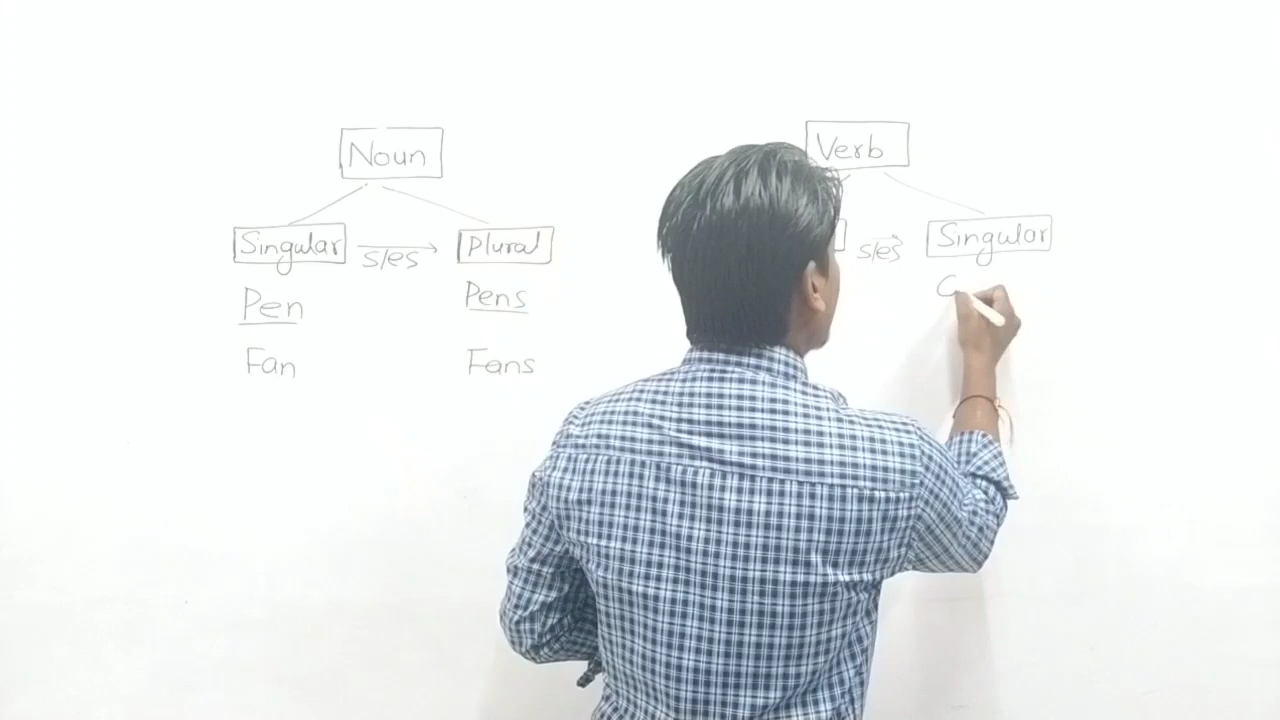 Noun
Singular s/es Plural
Pen Pens
Fan Fans
Verb
s/es Singular